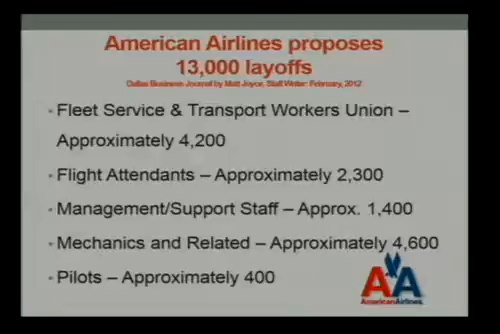 American Airlines proposes
13,000 layoffs
Dallas Business Journal by Matt Joyce, Staff Writer: February, 2012
• Fleet Service & Transport Workers Union –
Approximately 4,200
• Flight Attendants – Approximately 2,300
• Management/Support Staff – Approx. 1,400
• Mechanics and Related – Approximately 4,600
• Pilots – Approximately 400
AA
AmericanAirlines